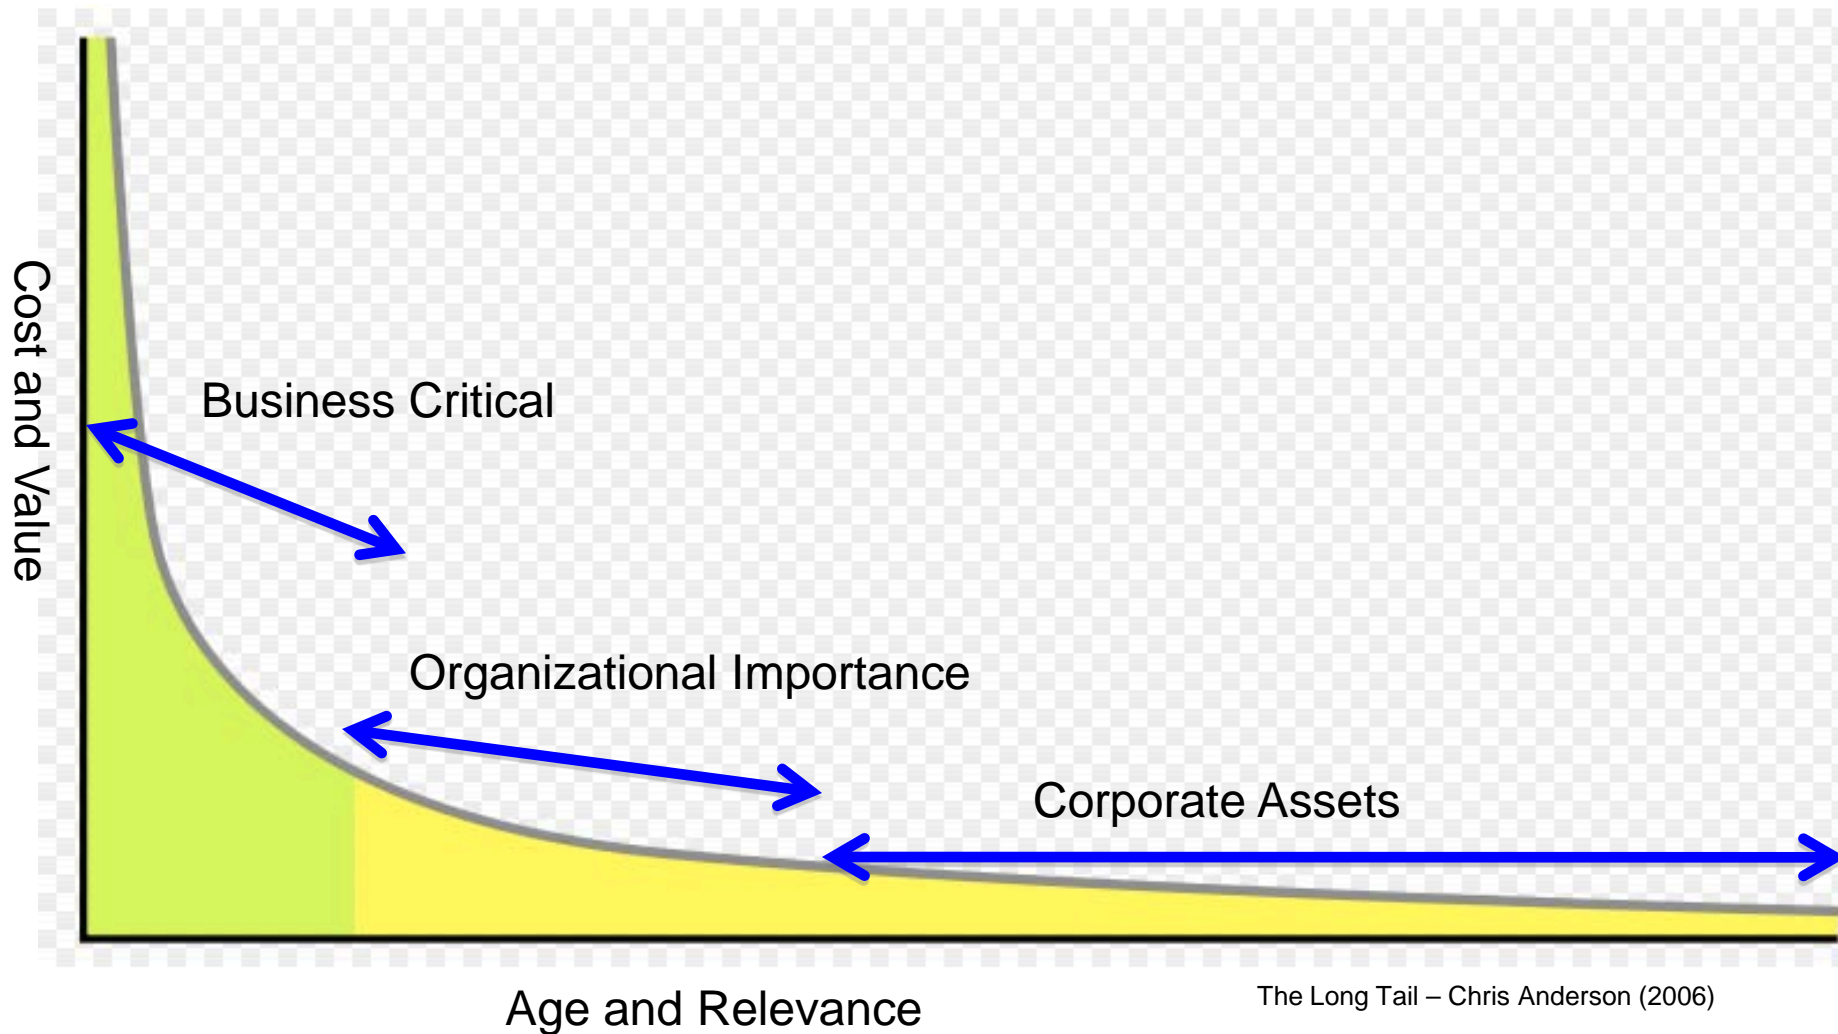 Cost and Value
Business Critical
Organizational Importance
Corporate Assets
Age and Relevance
The Long Tail – Chris Anderson (2006)